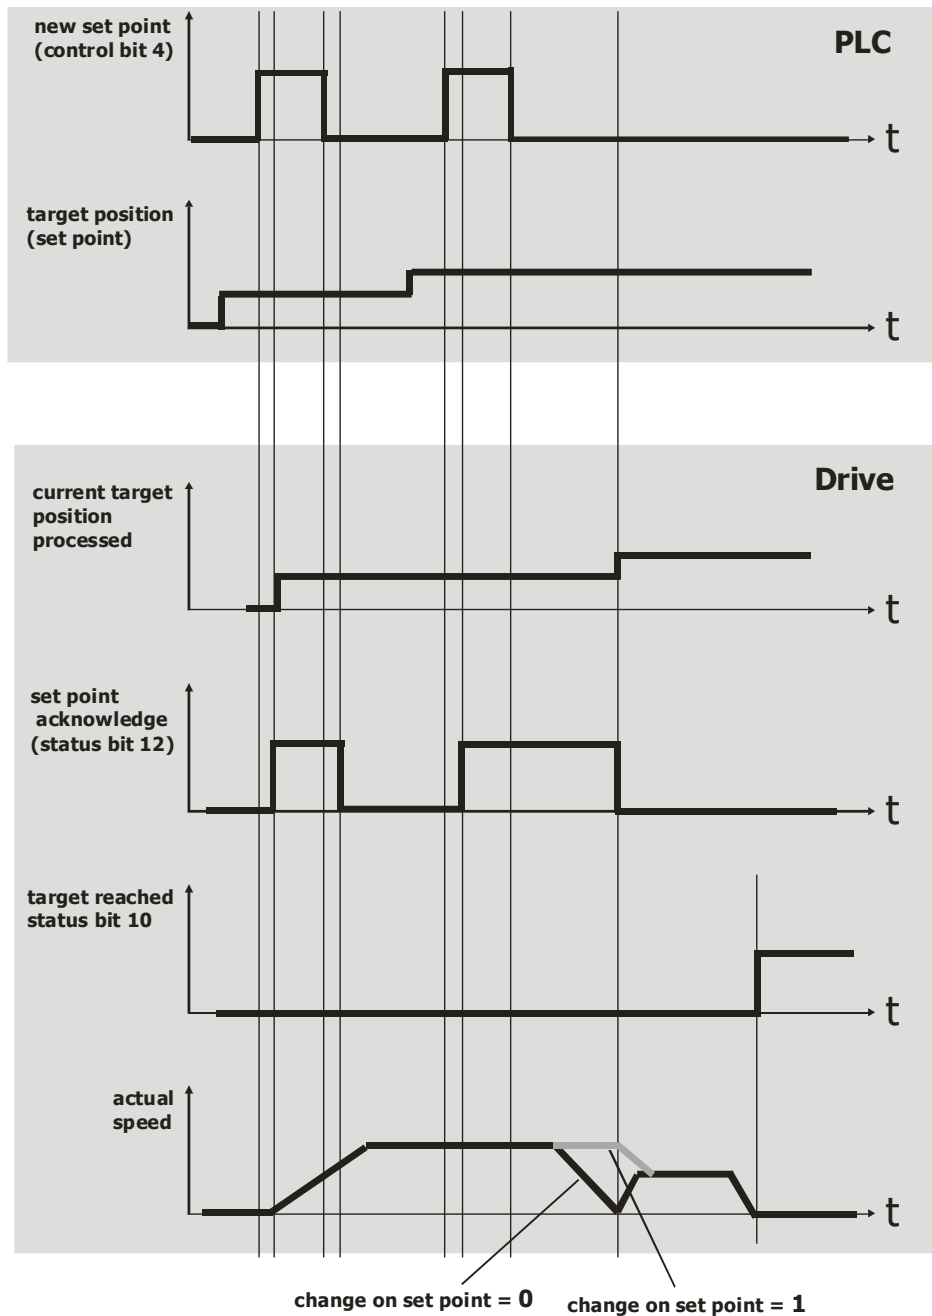 new set point
(control bit 4)
PLC
t
target position
(set point)
t
Drive
current target
position
processed
t
set point
acknowledge
(status bit 12)
t
target reached
status bit 10
t
actual
speed
t
change on set point = 0
change on set point = 1